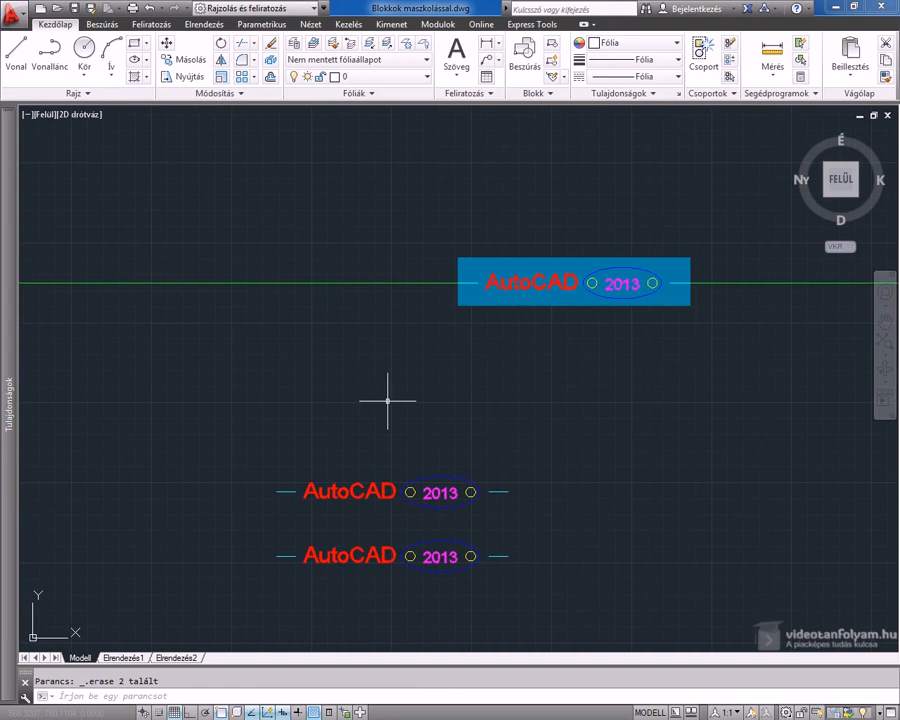 Rajzolás és feliratozás
Blokkok maszkolással.dwg
Kulcsszó vagy kifejezés
Bejelentkezés
Kezdőlap
Beszúrás
Feliratozás
Elrendezés
Parametrikus
Nézet
Kezelés
Kimenet
Modulok
Online
Express Tools
Vonal
Vonallánc
Kör
Ív
Másolás
Nyújtás
Nem mentett fóliaállapot
0
Szöveg
Beszúrás
Fólia
Fólia
Fólia
Csoport
Mérés
Beillesztés
Rajz
Módosítás
Fóliák
Feliratozás
Blokk
Tulajdonságok
Csoportok
Segédprogramok
Vágólap
[−][Felül][2D drótváz]
É
Ny
FELÜL
K
D
VKR
AutoCAD 2013
Tulajdonságok
AutoCAD 2013
AutoCAD 2013
Y
X
videotanfolyam.hu
A piacképes tudás kulcsa
Modell
Elrendezés1
Elrendezés2
Parancs: _.erase 2 talált
Írjon be egy parancsot
MODELL
1:1